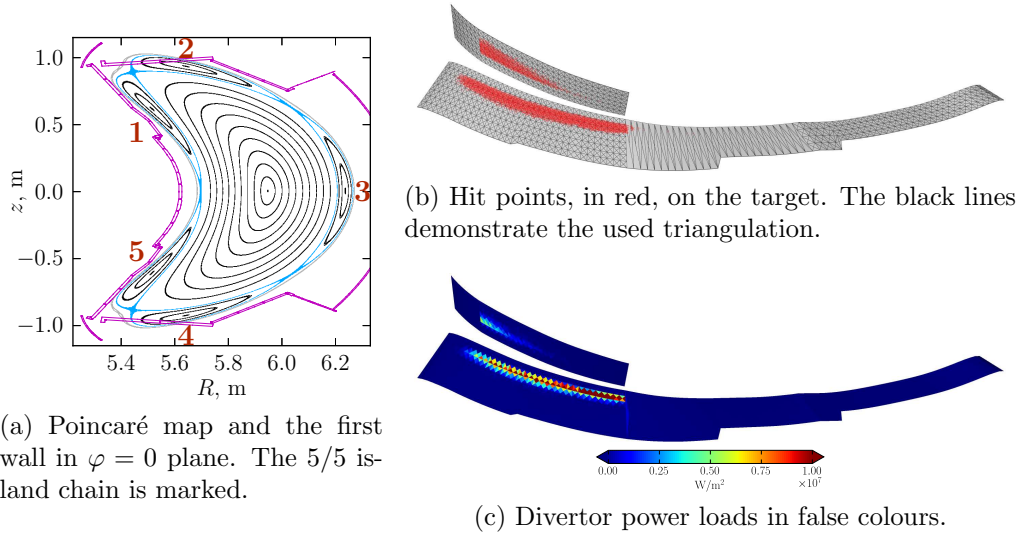 1.0
0.5
0.0
−0.5
−1.0
z, m
5.4
5.6
5.8
6.0
6.2
R, m
2
1
3
5
4
(a) Poincaré map and the first
wall in φ = 0 plane. The 5/5 is-
land chain is marked.
(b) Hit points, in red, on the target. The black lines
demonstrate the used triangulation.
0.00
0.25
0.50
0.75
1.00
W/m²
×10⁷
(c) Divertor power loads in false colours.